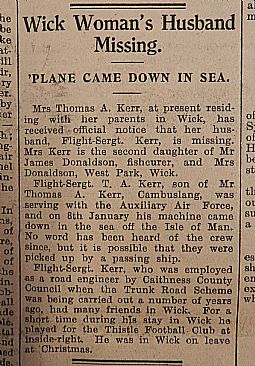 Wick Woman's Husband
Missing.
'PLANE CAME DOWN IN SEA.
Mrs Thomas A. Kerr, at present resid-
ing with her parents in Wick, has
received official notice that her hus-
band, Flight-Sergt. Kerr, is missing.
Mrs Kerr is the second daughter of Mr
James Donaldson, fishcurer, and Mrs
Donaldson, West Park, Wick.
Flight-Sergt. T. A. Kerr, son of Mr
Thomas A. Kerr, Cambuslang, was
serving with the Auxiliary Air Force,
and on 8th January his machine came
down in the sea off the Isle of Man.
No word has been heard of the crew
since, but it is possible that they were
picked up by a passing ship.
Flight-Sergt. Kerr, who was employed
as a road engineer by Caithness County
Council when the Trunk Road Scheme
was being carried out a number of years
ago, had many friends in Wick. For a
short time during his stay in Wick he
played for the Thistle Football Club at
inside-right. He was in Wick on leave
at Christmas.